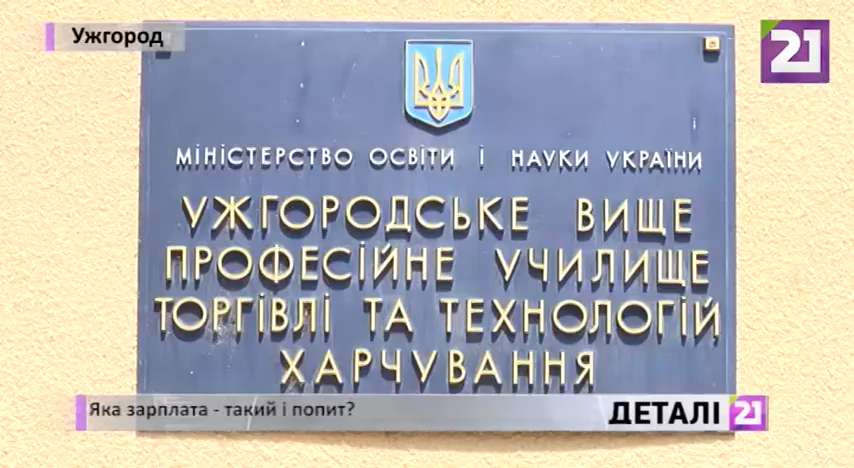 Ужгород
21
МІНІСТЕРСТВО ОСВІТИ І НАУКИ УКРАЇНИ
УЖГОРОДСЬКЕ ВИЩЕ
ПРОФЕСІЙНЕ УЧИЛИЩЕ
ТОРГІВЛІ ТА ТЕХНОЛОГІЙ
ХАРЧУВАННЯ
Яка зарплата - такий і попит?
ДЕТАЛІ 21